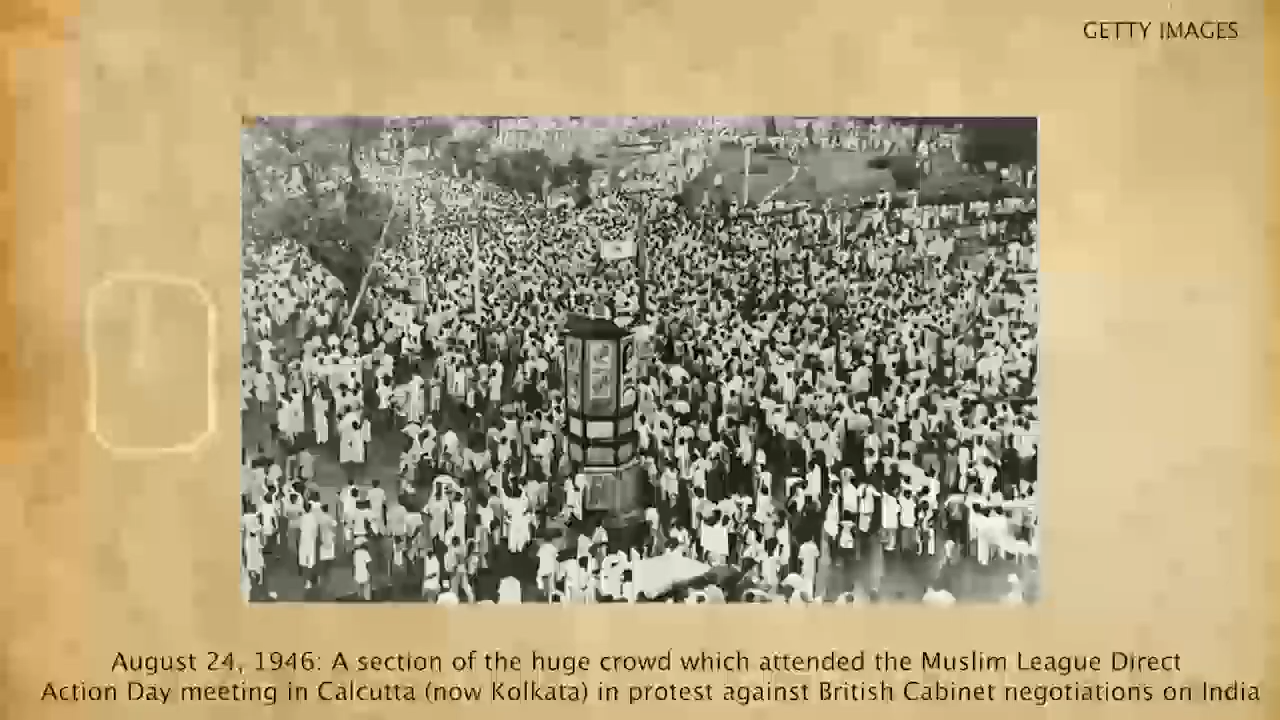 GETTY IMAGES
August 24, 1946: A section of the huge crowd which attended the Muslim League Direct
Action Day meeting in Calcutta (now Kolkata) in protest against British Cabinet negotiations on India